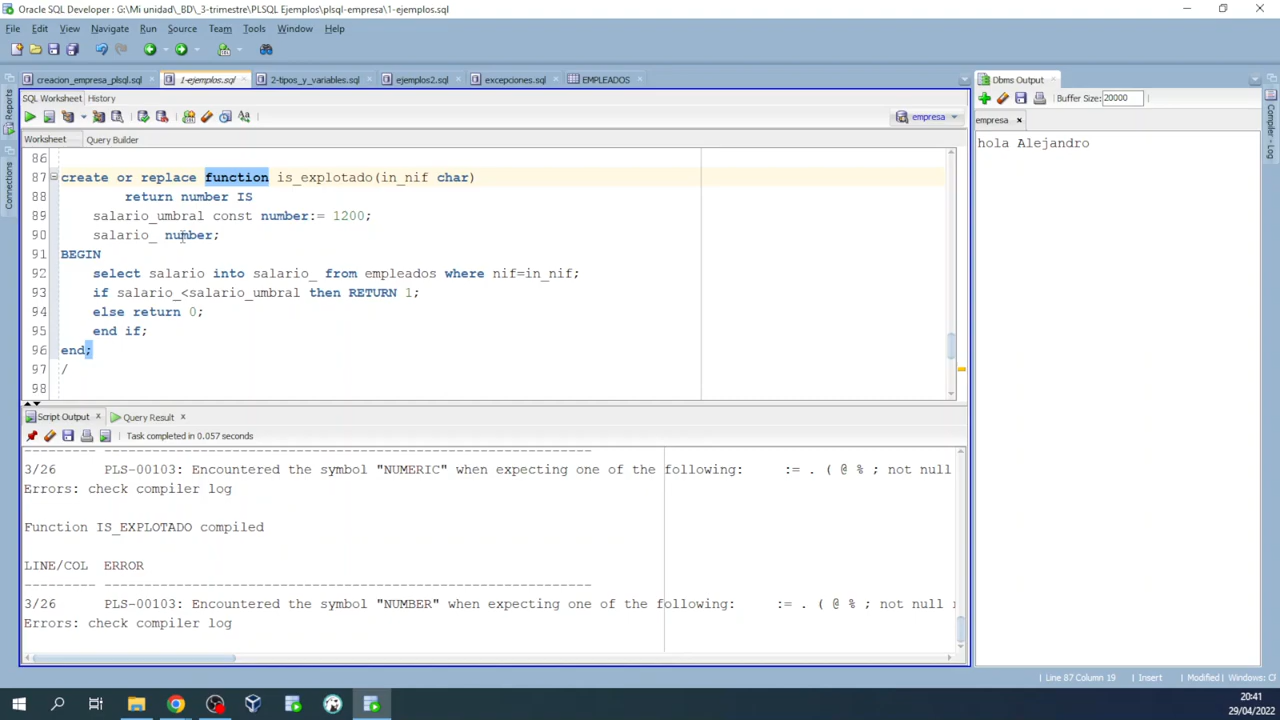 Oracle SQL Developer : G:\Mi unidad\_BD\_3-trimestre\PLSQL Ejemplos\plsql-empresa\1-ejemplos.sql
File Edit View Navigate Run Source Team Tools Window Help
creacion_empresa_plsql.sql 1-ejemplos.sql 2-tipos_y_variables.sql ejemplos2.sql excepciones.sql EMPLEADOS Dbms Output
Reports
Connections
SQL Worksheet History
Buffer Size: 20000
empresa
Worksheet Query Builder
empresa
hola Alejandro
Compiler - Log
86
87 create or replace function is_explotado(in_nif char)
88 return number IS
89 salario_umbral const number:= 1200;
90 salario_ number;
91 BEGIN
92 select salario into salario_ from empleados where nif=in_nif;
93 if salario_<salario_umbral then RETURN 1;
94 else return 0;
95 end if;
96 end;
97 /
98
Script Output Query Result
Task completed in 0.057 seconds
--------- -------------------------------------------------------------
3/26 PLS-00103: Encountered the symbol "NUMERIC" when expecting one of the following: := . ( @ % ; not null
Errors: check compiler log
Function IS_EXPLOTADO compiled
LINE/COL ERROR
--------- -------------------------------------------------------------
3/26 PLS-00103: Encountered the symbol "NUMBER" when expecting one of the following: := . ( @ % ; not null
Errors: check compiler log
Line 87 Column 19 Insert Modified Windows: C
20:41
29/04/2022